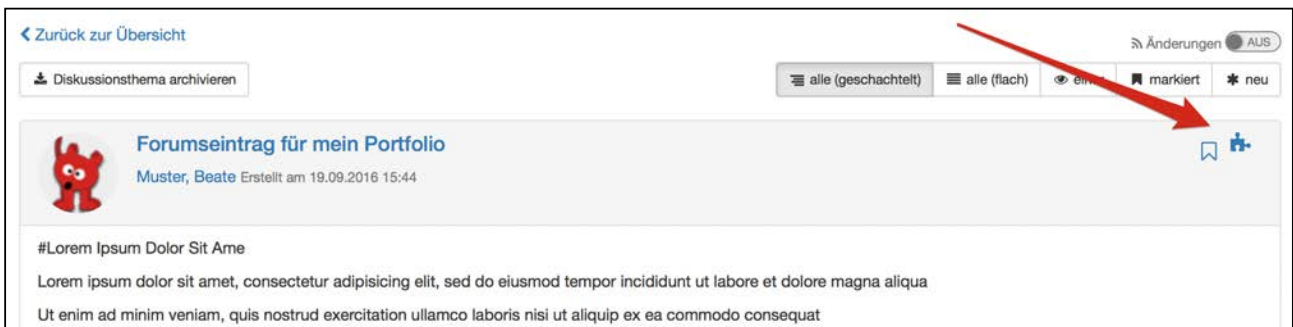 Zurück zur Übersicht
Änderungen AUS
Diskussionsthema archivieren
alle (geschachtelt) alle (flach) markiert neu
Forumseintrag für mein Portfolio
Muster, Beate Erstellt am 19.09.2016 15:44
#Lorem Ipsum Dolor Sit Ame
Lorem ipsum dolor sit amet, consectetur adipisicing elit, sed do eiusmod tempor incididunt ut labore et dolore magna aliqua
Ut enim ad minim veniam, quis nostrud exercitation ullamco laboris nisi ut aliquip ex ea commodo consequat